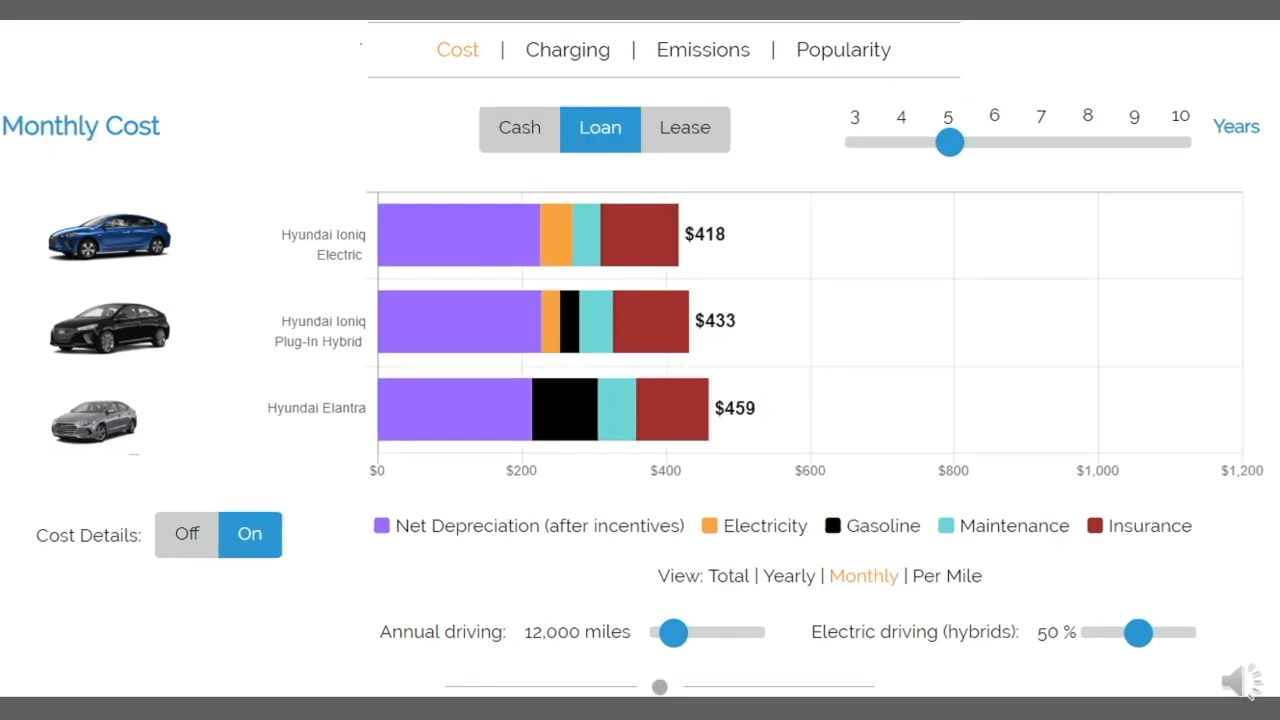 Cost | Charging | Emissions | Popularity
Monthly Cost
Cash Loan Lease
3 4 5 6 7 8 9 10 Years
Hyundai Ioniq
Electric
$418
Hyundai Ioniq
Plug-In Hybrid
$433
Hyundai Elantra
$459
$0 $200 $400 $600 $800 $1,000 $1,200
Net Depreciation (after incentives) Electricity Gasoline Maintenance Insurance
Cost Details: Off On
View: Total | Yearly | Monthly | Per Mile
Annual driving: 12,000 miles Electric driving (hybrids): 50 %